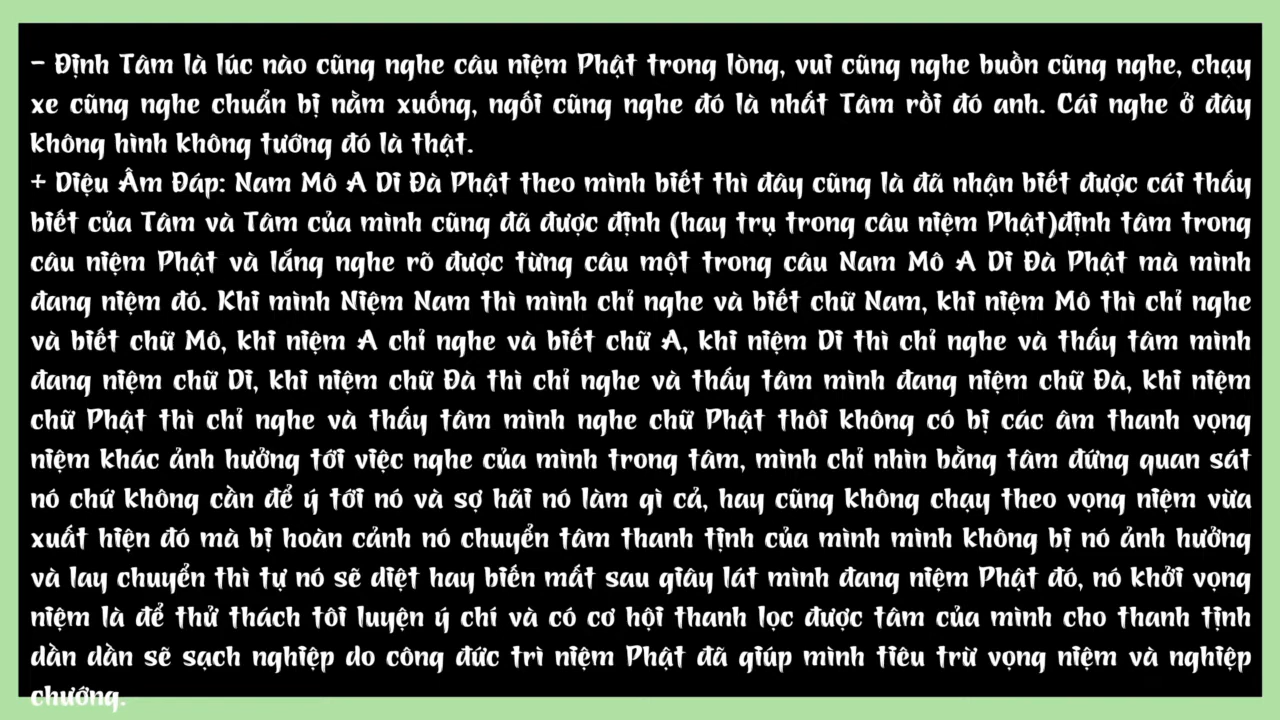 – Định Tâm là lúc nào cũng nghe câu niệm Phật trong lòng, vui cũng nghe buồn cũng nghe, chạy
xe cũng nghe chuẩn bị nằm xuống, ngối cũng nghe đó là nhất Tâm rồi đó anh. Cái nghe ở đây
không hình không tướng đó là thật.
+ Diệu Âm Đáp: Nam Mô A Di Đà Phật theo mình biết thì đây cũng là đã nhận biết được cái thấy
biết của Tâm và Tâm của mình cũng đã được định (hay trụ trong câu niệm Phật)định tâm trong
câu niệm Phật và lắng nghe rõ được từng câu một trong câu Nam Mô A Di Đà Phật mà mình
đang niệm đó. Khi mình Niệm Nam thì mình chỉ nghe và biết chữ Nam, khi niệm Mô thì chỉ nghe
và biết chữ Mô, khi niệm A chỉ nghe và biết chữ A, khi niệm Di thì chỉ nghe và thấy tâm mình
đang niệm chữ Di, khi niệm chữ Đà thì chỉ nghe và thấy tâm mình đang niệm chữ Đà, khi niệm
chữ Phật thì chỉ nghe và thấy tâm mình nghe chữ Phật thôi không có bị các âm thanh vọng
niệm khác ảnh hưởng tới việc nghe của mình trong tâm, mình chỉ nhìn bằng tâm đứng quan sát
nó chứ không cần để ý tới nó và sợ hãi nó làm gì cả, hay cũng không chạy theo vọng niệm vừa
xuất hiện đó mà bị hoàn cảnh nó chuyển tâm thanh tịnh của mình mình không bị nó ảnh hưởng
và lay chuyển thì tự nó sẽ diệt hay biến mất sau giây lát mình đang niệm Phật đó, nó khởi vọng
niệm là để thử thách tôi luyện ý chí và có cơ hội thanh lọc được tâm của mình cho thanh tịnh
dần dần sẽ sạch nghiệp do công đức trì niệm Phật đã giúp mình tiêu trừ vọng niệm và nghiệp
chướng.